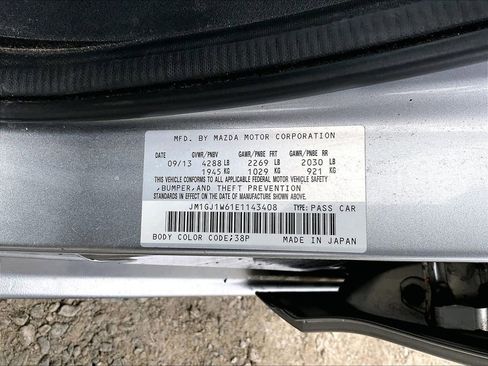 MFD. BY MAZDA MOTOR CORPORATION
DATE GVWR/PNBV GAWR/PNBE FRT GAWR/PNBE RR
09/13 4288 LB 2269 LB 2030 LB
1945 KG 1029 KG 921 KG
THIS VEHICLE CONFORMS TO ALL APPLICABLE FEDERAL MOTOR VEHICLE SAFETY,
,BUMPER,AND THEFT PREVENTION
STANDARDS IN EFFECT ON THE DATE OF MANUFACTURE SHOWN ABOVE.
JM1GJ1W61E1143408 TYPE: PASS CAR
BODY COLOR CODE;38P MADE IN JAPAN